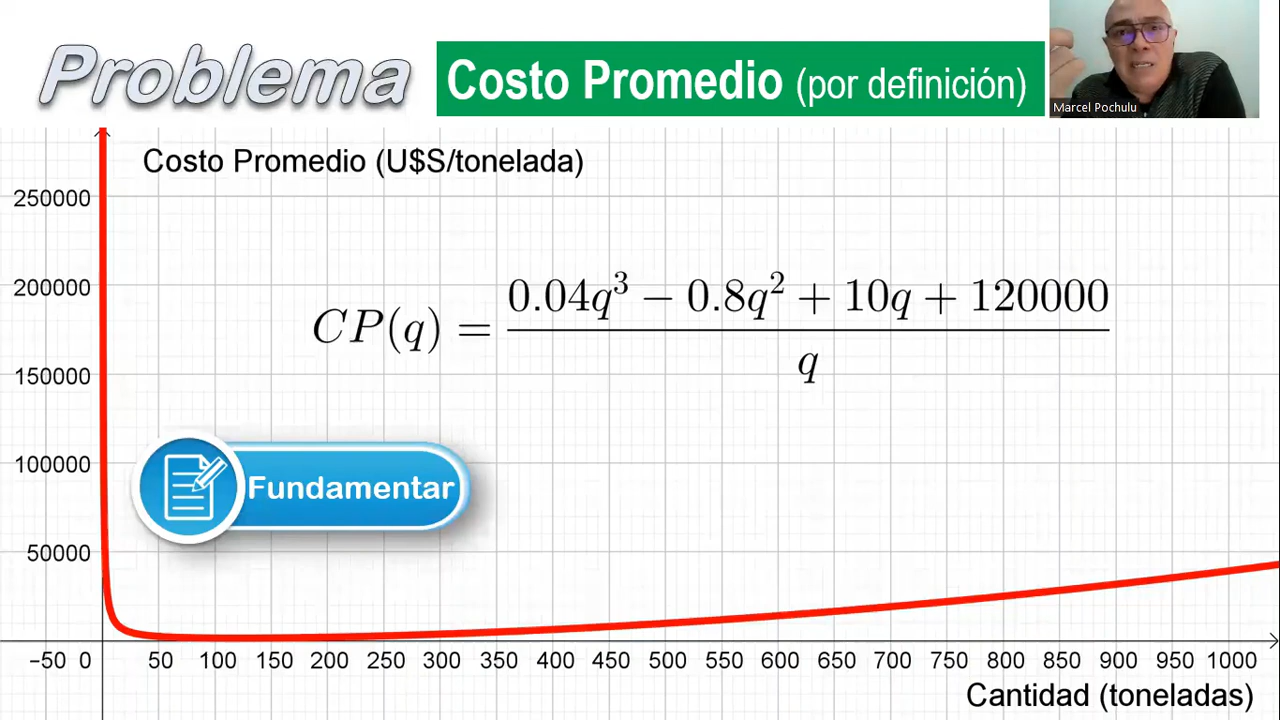 Problema
Costo Promedio (por definición)
Marcel Pochulu
Costo Promedio (U$S/tonelada)
250000
200000
150000
100000
50000
CP(q) = \frac{0.04q^3 - 0.8q^2 + 10q + 120000}{q}
Fundamentar
−50 0 50 100 150 200 250 300 350 400 450 500 550 600 650 700 750 800 850 900 950 1000
Cantidad (toneladas)